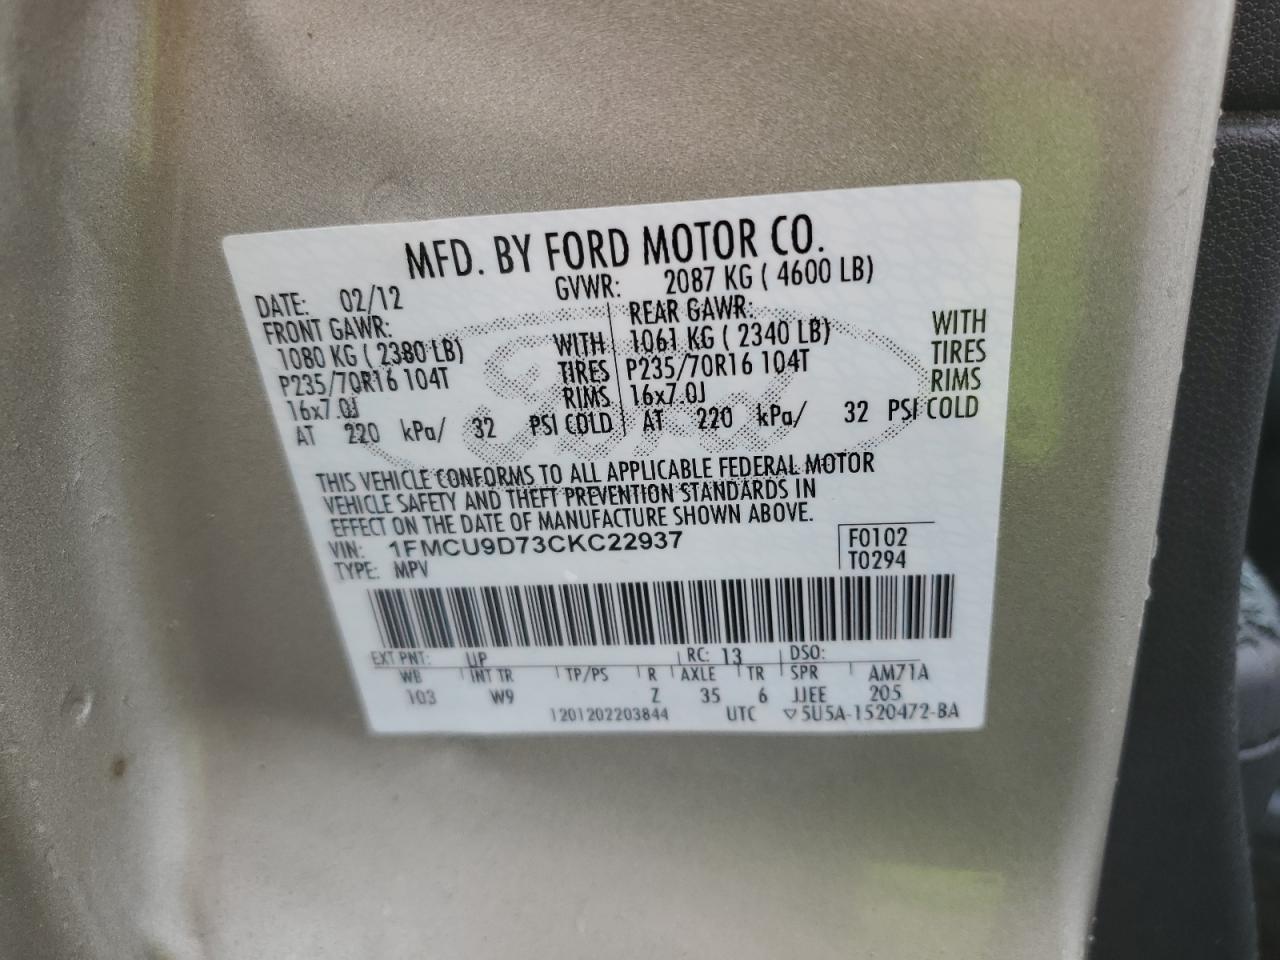 MFD. BY FORD MOTOR CO.
DATE: 02/12 GVWR: 2087 KG ( 4600 LB)
FRONT GAWR: REAR GAWR:
1080 KG ( 2380 LB) WITH 1061 KG ( 2340 LB) WITH
P235/70R16 104T TIRES P235/70R16 104T TIRES
16x7.0J RIMS 16x7.0J RIMS
AT 220 kPa/ 32 PSI COLD AT 220 kPa/ 32 PSI COLD
THIS VEHICLE CONFORMS TO ALL APPLICABLE FEDERAL MOTOR
VEHICLE SAFETY AND THEFT PREVENTION STANDARDS IN
EFFECT ON THE DATE OF MANUFACTURE SHOWN ABOVE.
VIN: 1FMCU9D73CKC22937 F0102
TYPE: MPV T0294
EXT PNT: UP RC: 13 DSO:
WB INT TR TP/PS R AXLE TR SPR AM71A
103 W9 Z 35 6 JJEE 205
1201202203844 UTC ▽5U5A-1520472-BA